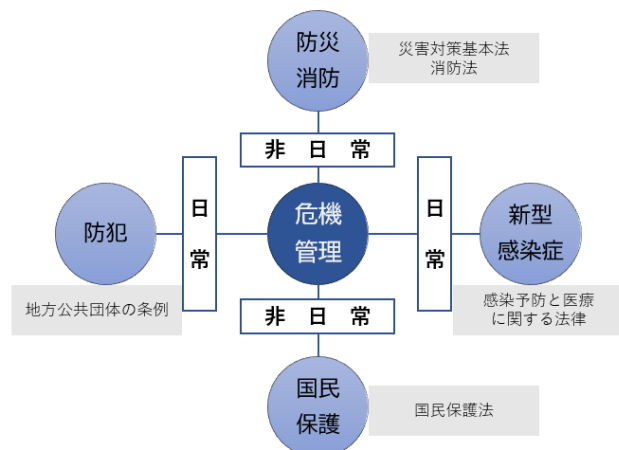 防災
消防
災害対策基本法
消防法
非日常
日常
防犯
地方公共団体の条例
危機
管理
日常
新型
感染症
感染予防と医療
に関する法律
非日常
国民
保護
国民保護法